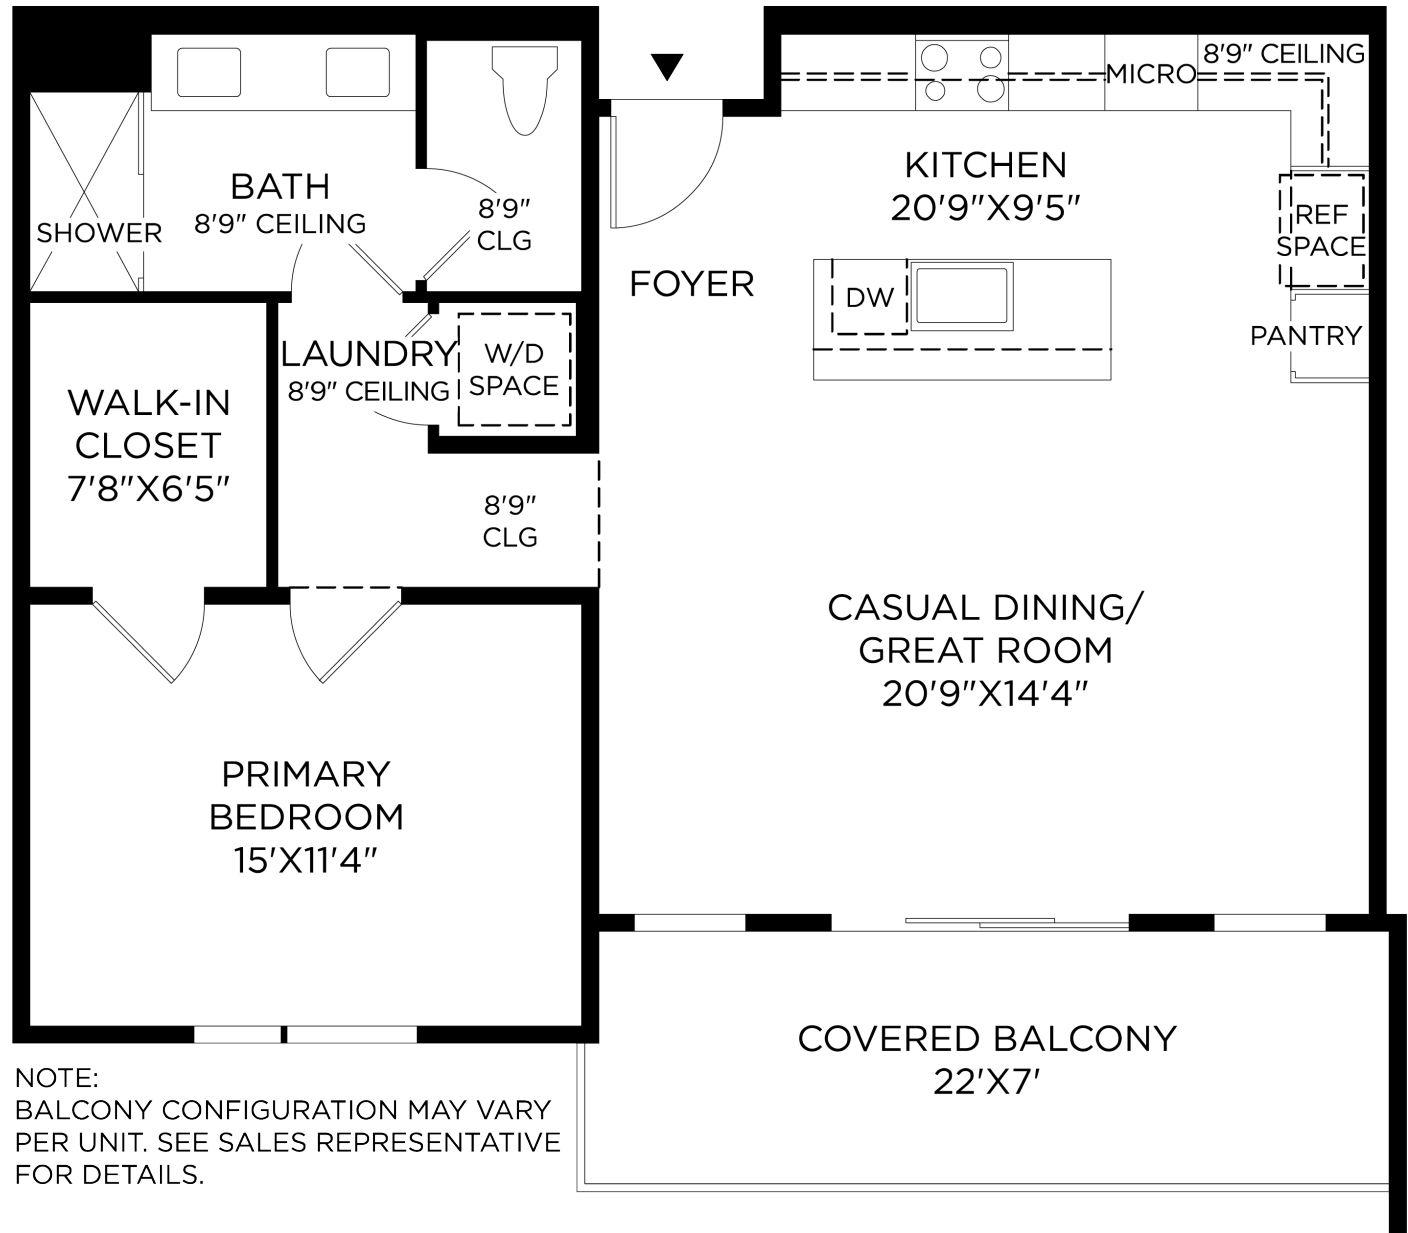 8'9" CEILING
MICRO
KITCHEN
20'9"X9'5"
BATH
8'9" CEILING
SHOWER
8'9"
CLG
REF
SPACE
FOYER
DW
PANTRY
LAUNDRY
8'9" CEILING
W/D
SPACE
WALK-IN
CLOSET
7'8"X6'5"
8'9"
CLG
CASUAL DINING/
GREAT ROOM
20'9"X14'4"
PRIMARY
BEDROOM
15'X11'4"
COVERED BALCONY
22'X7'
NOTE:
BALCONY CONFIGURATION MAY VARY
PER UNIT. SEE SALES REPRESENTATIVE
FOR DETAILS.